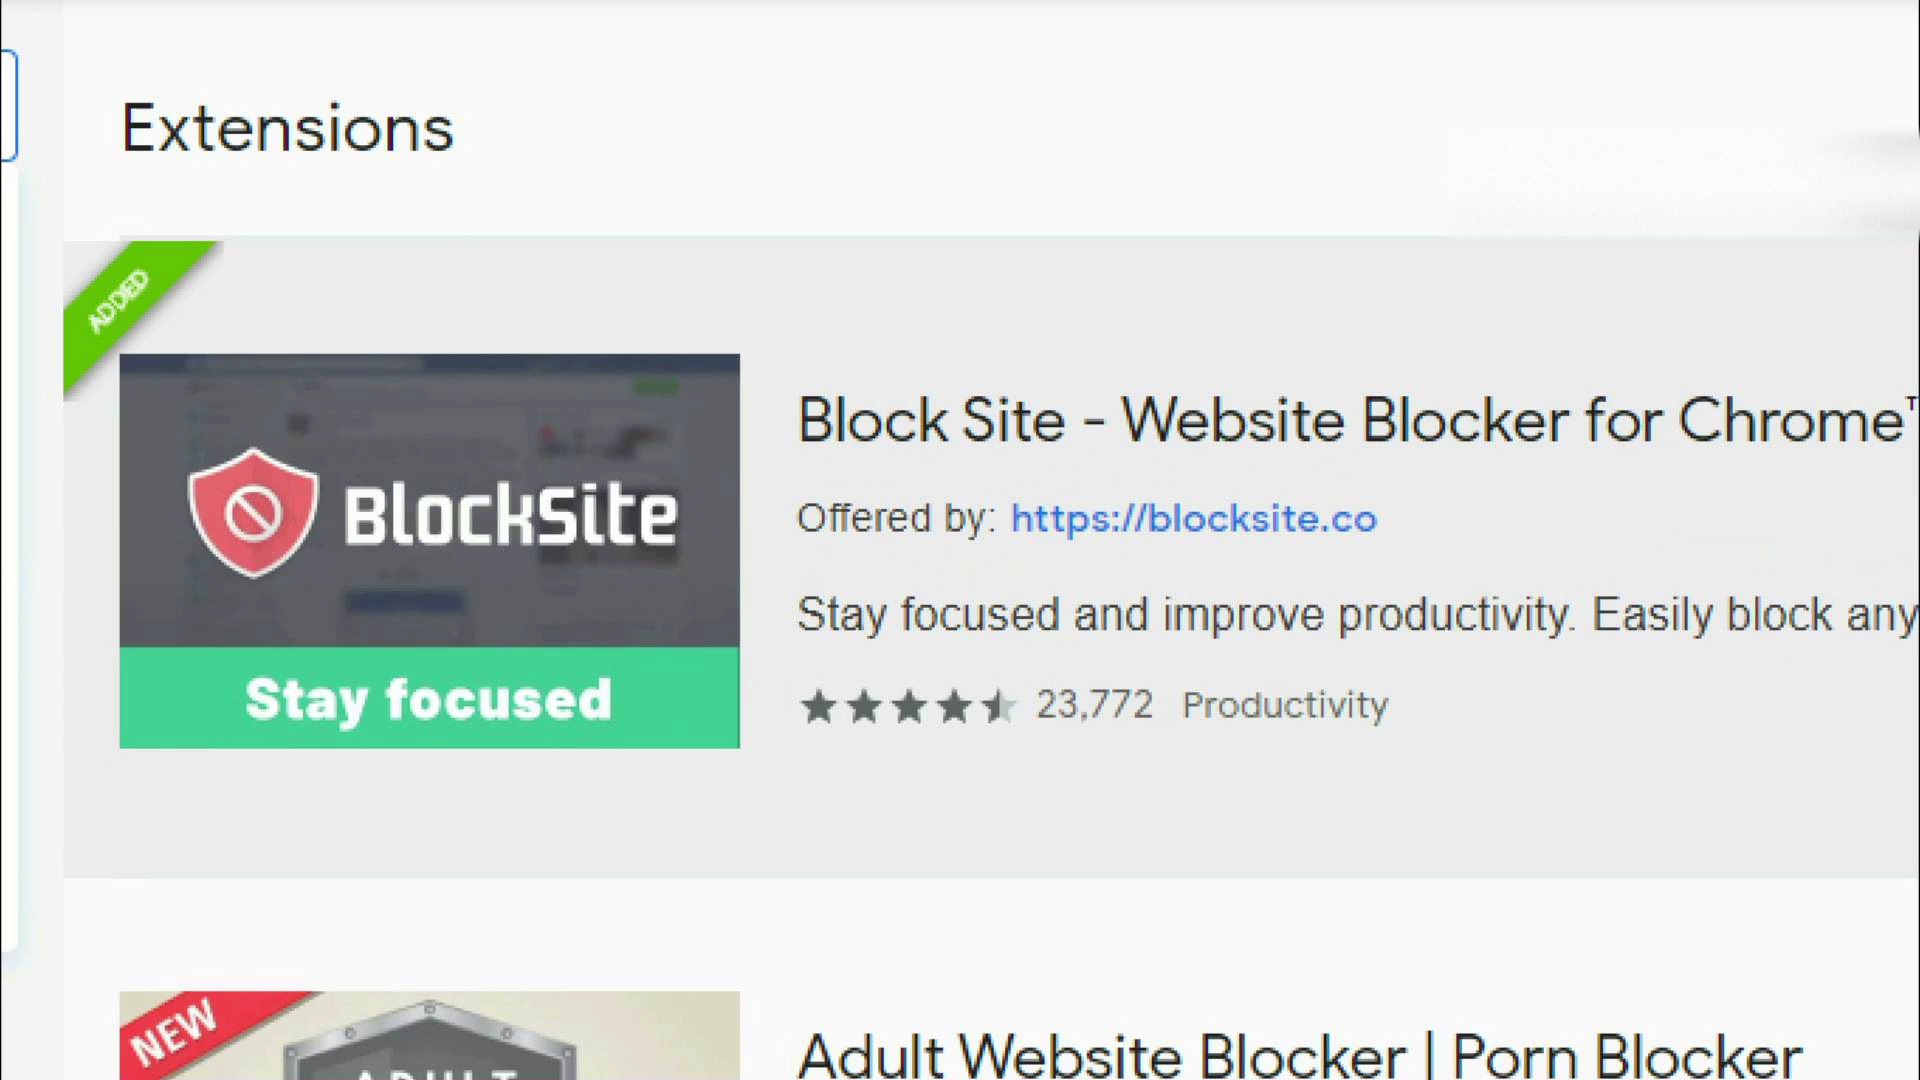 Extensions
ADDED
BlockSite
Stay focused
Block Site - Website Blocker for Chrome
Offered by: https://blocksite.co
Stay focused and improve productivity. Easily block any
23,772 Productivity
NEW
ADULT
Adult Website Blocker | Porn Blocker